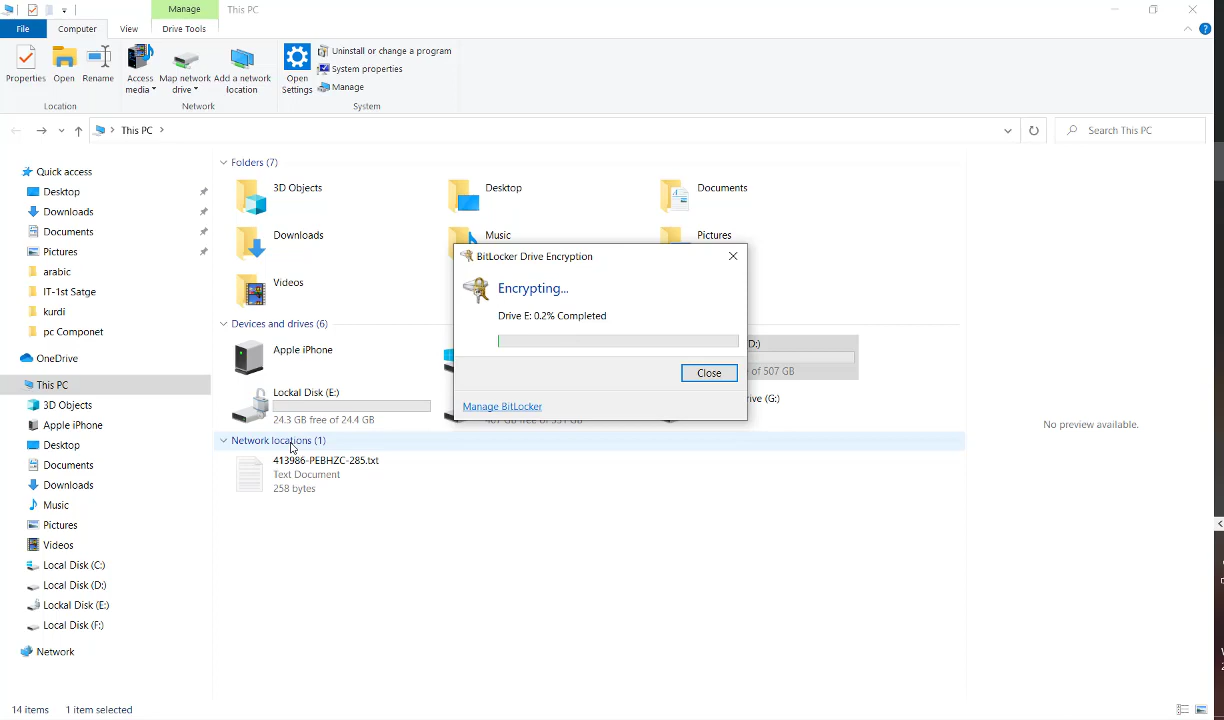 Manage
This PC
File
Computer
View
Drive Tools
Properties
Open
Rename
Access media
Map network drive
Add a network location
Open Settings
Uninstall or change a program
System properties
Manage
Location
Network
System
This PC
Search This PC
Quick access
Desktop
Downloads
Documents
Pictures
arabic
IT-1st Satge
kurdi
pc Componet
OneDrive
This PC
3D Objects
Apple iPhone
Desktop
Documents
Downloads
Music
Pictures
Videos
Local Disk (C:)
Local Disk (D:)
Lockal Disk (E:)
Local Disk (F:)
Network
Folders (7)
3D Objects
Desktop
Documents
Downloads
Music
Pictures
Videos
Devices and drives (6)
Apple iPhone
D:)
of 507 GB
Lockal Disk (E:)
24.3 GB free of 24.4 GB
(G:)
Network locations (1)
413986-PEBHZC-285.txt
Text Document
258 bytes
BitLocker Drive Encryption
Encrypting...
Drive E: 0.2% Completed
Close
Manage BitLocker
No preview available.
14 items
1 item selected